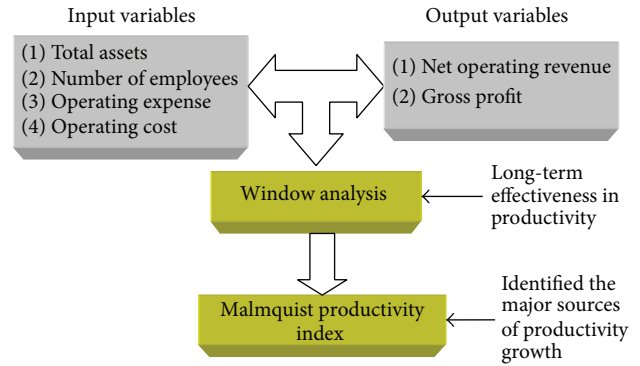 Input variables
(1) Total assets
(2) Number of employees
(3) Operating expense
(4) Operating cost
Output variables
(1) Net operating revenue
(2) Gross profit
Window analysis
Long-term
effectiveness in
productivity
Malmquist productivity
index
Identified the
major sources
of productivity
growth